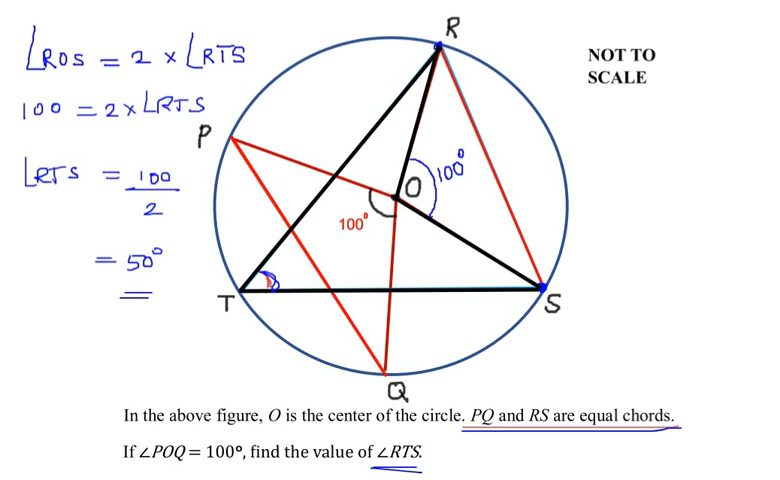 ∠ROS = 2 × ∠RTS
100 = 2 × ∠RTS
∠RTS = 100
2
= 50°
NOT TO
SCALE
R
P
O
100°
100°
T
S
Q
In the above figure, O is the center of the circle. PQ and RS are equal chords.
If ∠POQ = 100°, find the value of ∠RTS.